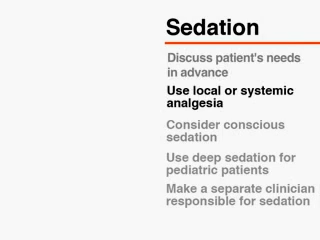 Sedation
Discuss patient's needs
in advance
Use local or systemic
analgesia
Consider conscious
sedation
Use deep sedation for
pediatric patients
Make a separate clinician
responsible for sedation